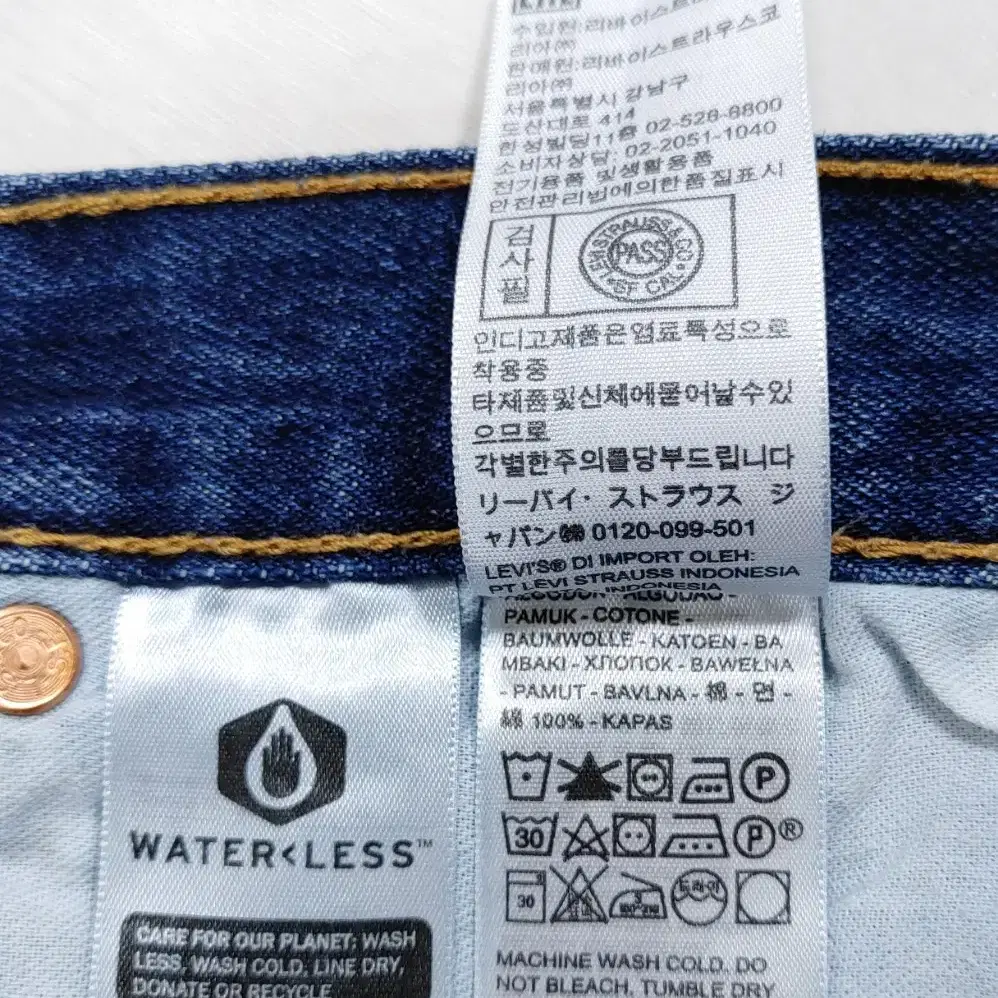 수입원:리바이스트
리아㈜
판매원:리바이스트라우스코
리아㈜
서울특별시 강남구
도산대로 414
한성빌딩11층 02-528-8800
소비자상담: 02-2051-1040
전기용품 및생활용품
안전관리법에의한품질표시
검사필
STRAUSS & CO
PASS
SF CAL
인디고제품은염료특성으로
착용중
타제품및신체에물어날수있
으므로
각별한주의를당부드립니다
リーバイ・ストラウス ジ
ャパン㈱ 0120-099-501
LEVI'S® DI IMPORT OLEH:
PT LEVI STRAUSS INDONESIA
PAMUK - COTONE -
BAUMWOLLE - KATOEN - BA
MBAKI - ХЛОПОК - BAWEŁNA
- PAMUT - BAVLNA - 棉 - 면 -
綿 100% - KAPAS
P
30
P®
30
드라이
MACHINE WASH COLD. DO
NOT BLEACH, TUMBLE DRY
WATER<LESS™
CARE FOR OUR PLANET: WASH
LESS, WASH COLD, LINE DRY,
DONATE OR RECYCLE